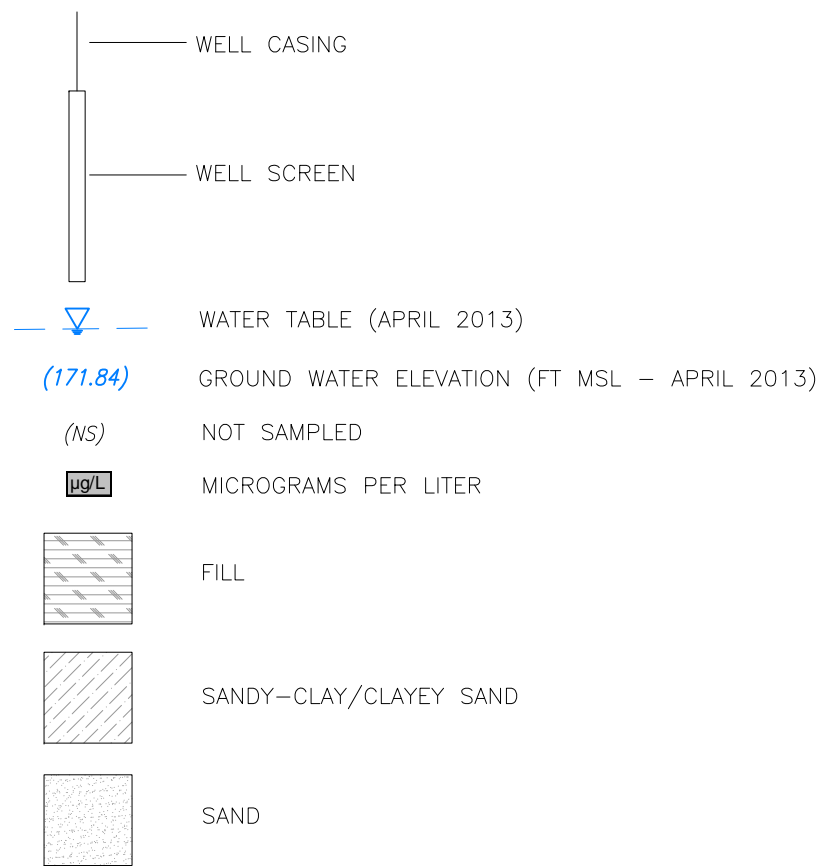 WELL CASING
WELL SCREEN
WATER TABLE (APRIL 2013)
(171.84) GROUND WATER ELEVATION (FT MSL – APRIL 2013)
(NS) NOT SAMPLED
µg/L MICROGRAMS PER LITER
FILL
SANDY–CLAY/CLAYEY SAND
SAND